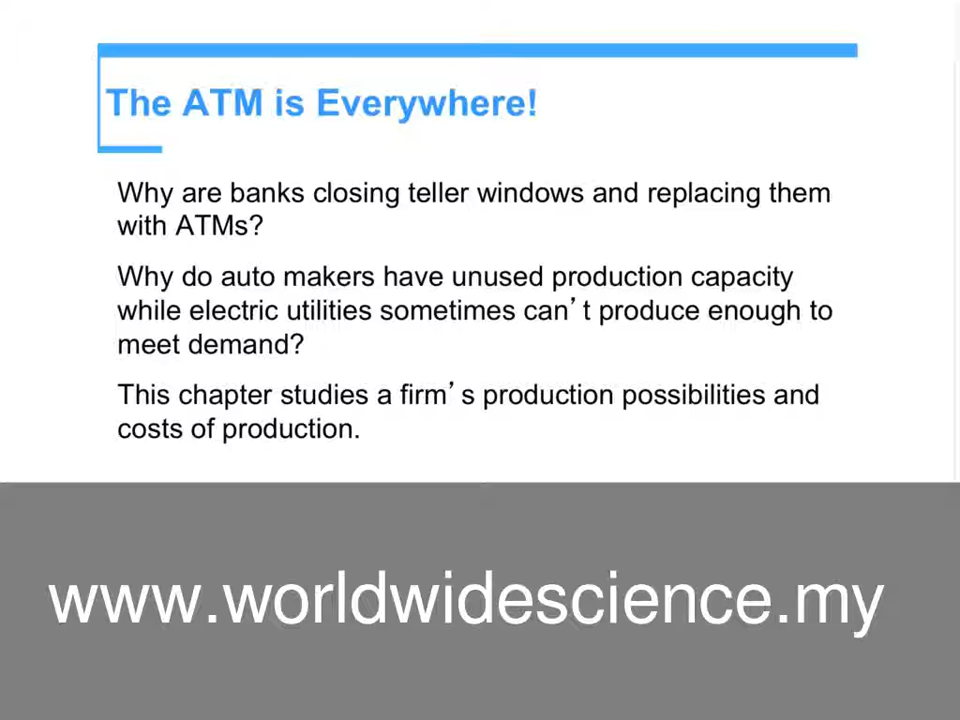 The ATM is Everywhere!
Why are banks closing teller windows and replacing them
with ATMs?
Why do auto makers have unused production capacity
while electric utilities sometimes can’t produce enough to
meet demand?
This chapter studies a firm’s production possibilities and
costs of production.
www.worldwidescience.my